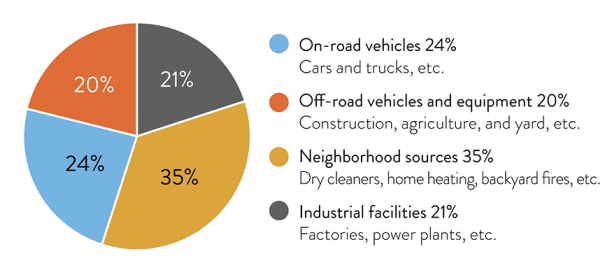 21%
20%
24%
35%
On-road vehicles 24%
Cars and trucks, etc.
Off-road vehicles and equipment 20%
Construction, agriculture, and yard, etc.
Neighborhood sources 35%
Dry cleaners, home heating, backyard fires, etc.
Industrial facilities 21%
Factories, power plants, etc.